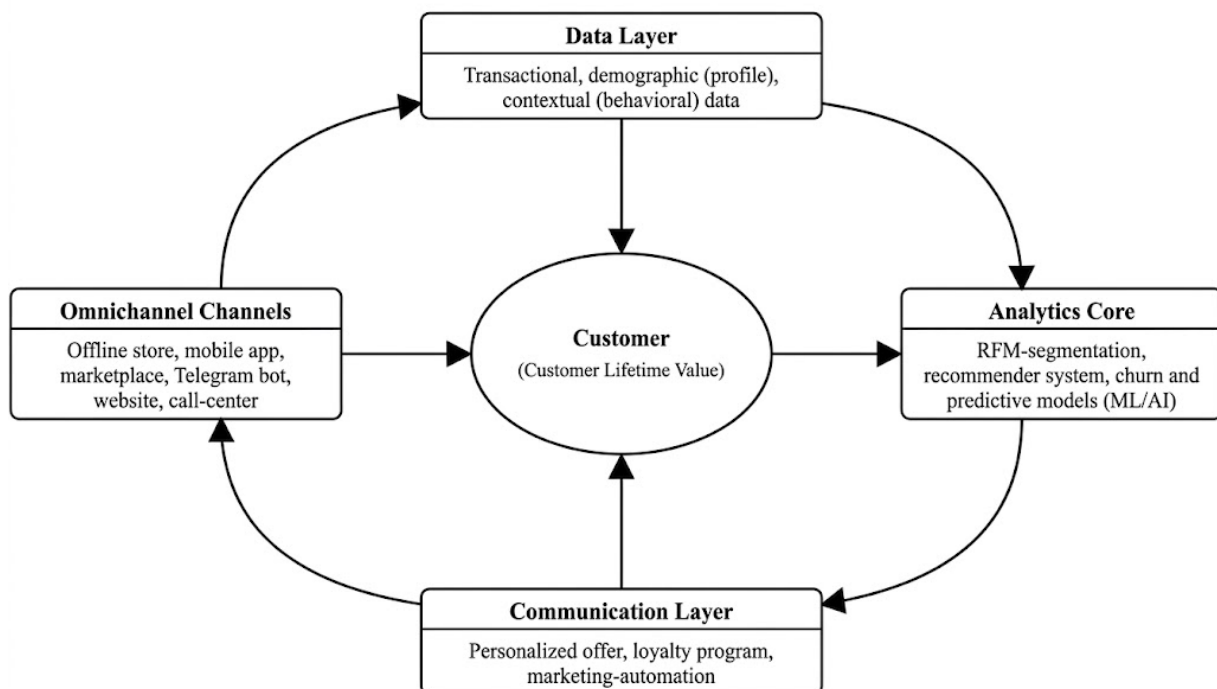 Data Layer
Transactional, demographic (profile),
contextual (behavioral) data
Omnichannel Channels
Offline store, mobile app,
marketplace, Telegram bot,
website, call-center
Customer
(Customer Lifetime Value)
Analytics Core
RFM-segmentation,
recommender system, churn and
predictive models (ML/AI)
Communication Layer
Personalized offer, loyalty program,
marketing-automation